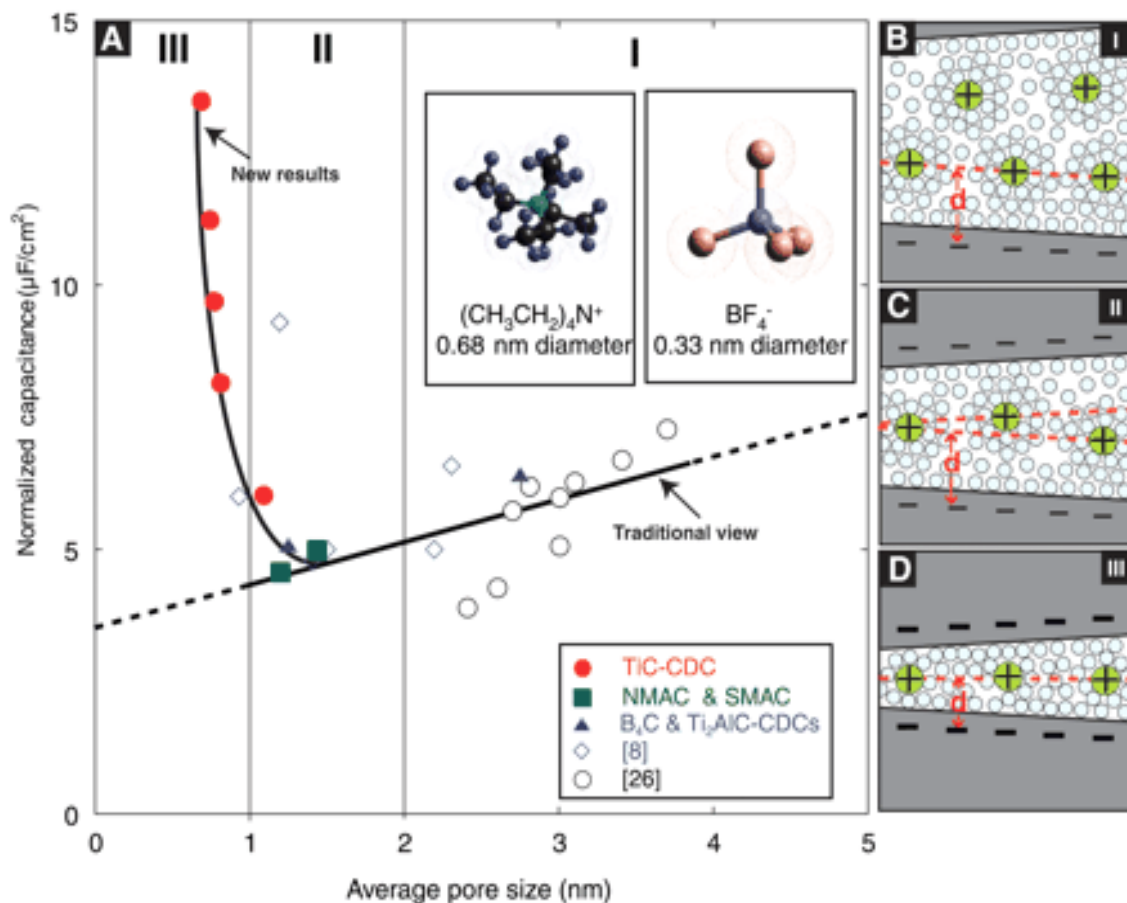 A
III
II
I
15
10
5
0
0
1
2
3
4
5
Normalized capacitance (μF/cm²)
Average pore size (nm)
New results
Traditional view
(CH₃CH₂)₄N⁺
0.68 nm diameter
BF₄⁻
0.33 nm diameter
TiC-CDC
NMAC & SMAC
B₄C & Ti₂AlC-CDCs
[8]
[26]
B
I
d
C
II
d
D
III
d